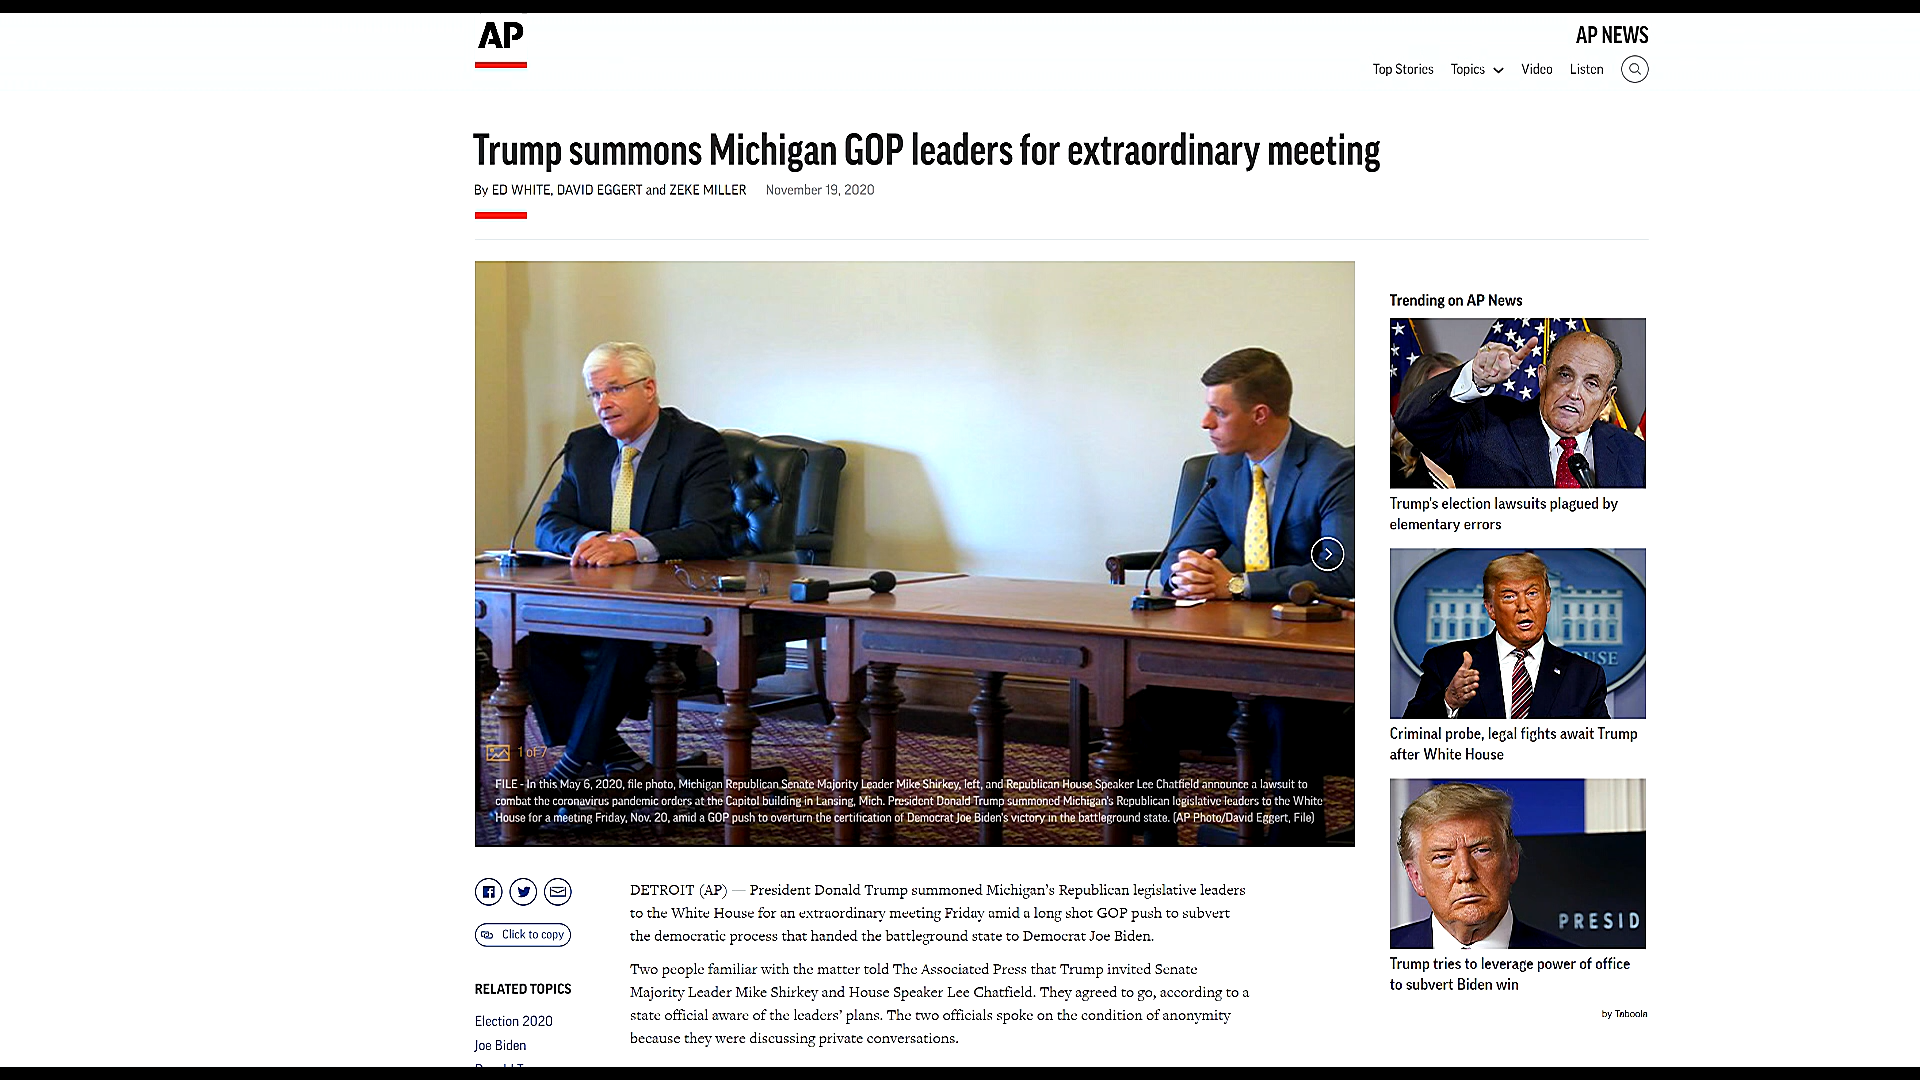 AP
AP NEWS
Top Stories Topics Video Listen
Trump summons Michigan GOP leaders for extraordinary meeting
By ED WHITE, DAVID EGGERT and ZEKE MILLER November 19, 2020
1 of 7
FILE - In this May 6, 2020, file photo, Michigan Republican Senate Majority Leader Mike Shirkey, left, and Republican House Speaker Lee Chatfield announce a lawsuit to
combat the coronavirus pandemic orders at the Capitol building in Lansing, Mich. President Donald Trump summoned Michigan's Republican legislative leaders to the White
House for a meeting Friday, Nov. 20, amid a GOP push to overturn the certification of Democrat Joe Biden's victory in the battleground state. (AP Photo/David Eggert, File)
Click to copy
RELATED TOPICS
Election 2020
Joe Biden
DETROIT (AP) — President Donald Trump summoned Michigan's Republican legislative leaders
to the White House for an extraordinary meeting Friday amid a long shot GOP push to subvert
the democratic process that handed the battleground state to Democrat Joe Biden.
Two people familiar with the matter told The Associated Press that Trump invited Senate
Majority Leader Mike Shirkey and House Speaker Lee Chatfield. They agreed to go, according to a
state official aware of the leaders' plans. The two officials spoke on the condition of anonymity
because they were discussing private conversations.
Trending on AP News
Trump's election lawsuits plagued by
elementary errors
USE
Criminal probe, legal fights await Trump
after White House
PRESID
Trump tries to leverage power of office
to subvert Biden win
by Taboola